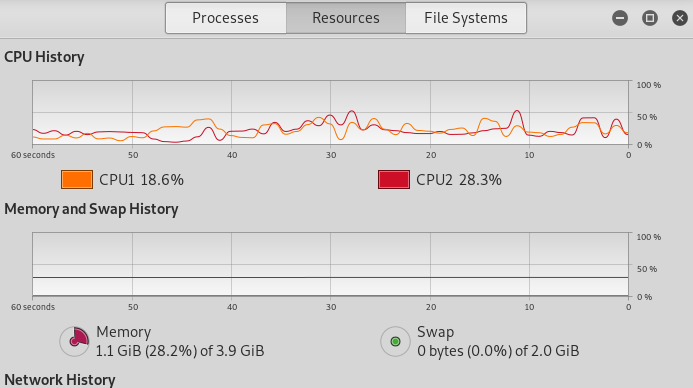 Processes Resources File Systems
CPU History
100 %
50 %
0 %
60 seconds 50 40 30 20 10 0
CPU1 18.6% CPU2 28.3%
Memory and Swap History
100 %
50 %
0 %
60 seconds 50 40 30 20 10 0
Memory Swap
1.1 GiB (28.2%) of 3.9 GiB 0 bytes (0.0%) of 2.0 GiB
Network History